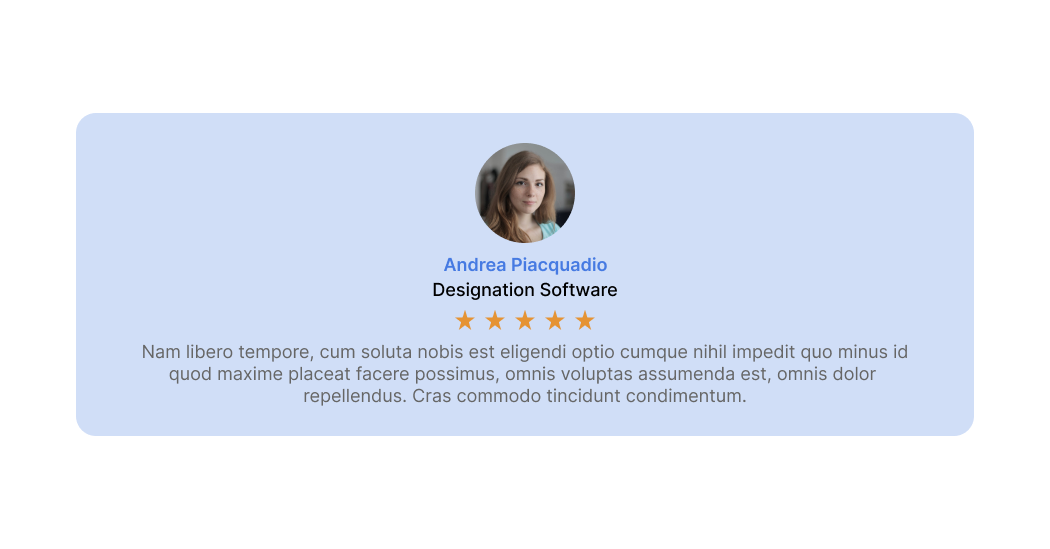 Andrea Piacquadio
Designation Software
Nam libero tempore, cum soluta nobis est eligendi optio cumque nihil impedit quo minus id
quod maxime placeat facere possimus, omnis voluptas assumenda est, omnis dolor
repellendus. Cras commodo tincidunt condimentum.